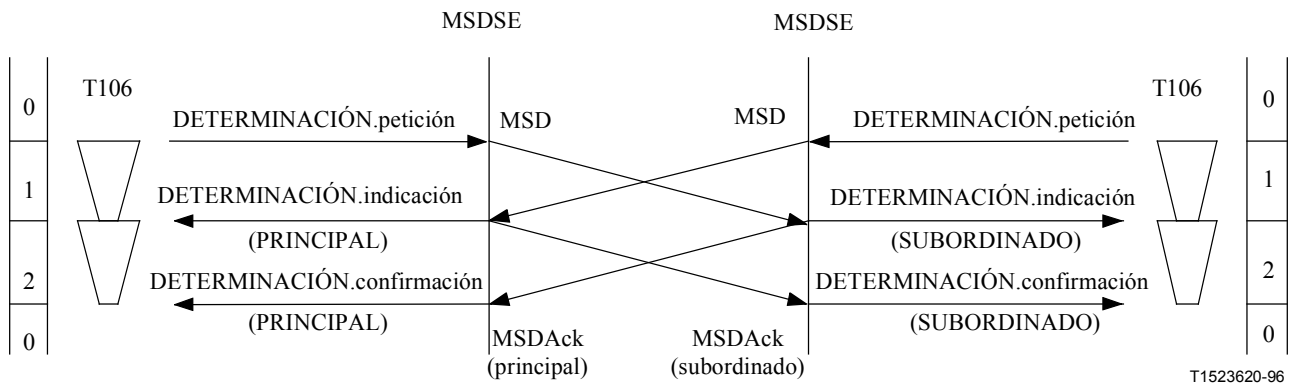 MSDSE MSDSE
T106 T106
0 0
DETERMINACIÓN.petición MSD MSD DETERMINACIÓN.petición
1 1
DETERMINACIÓN.indicación DETERMINACIÓN.indicación
(PRINCIPAL) (SUBORDINADO)
2 2
DETERMINACIÓN.confirmación DETERMINACIÓN.confirmación
(PRINCIPAL) (SUBORDINADO)
0 0
MSDAck MSDAck
(principal) (subordinado)
T1523620-96